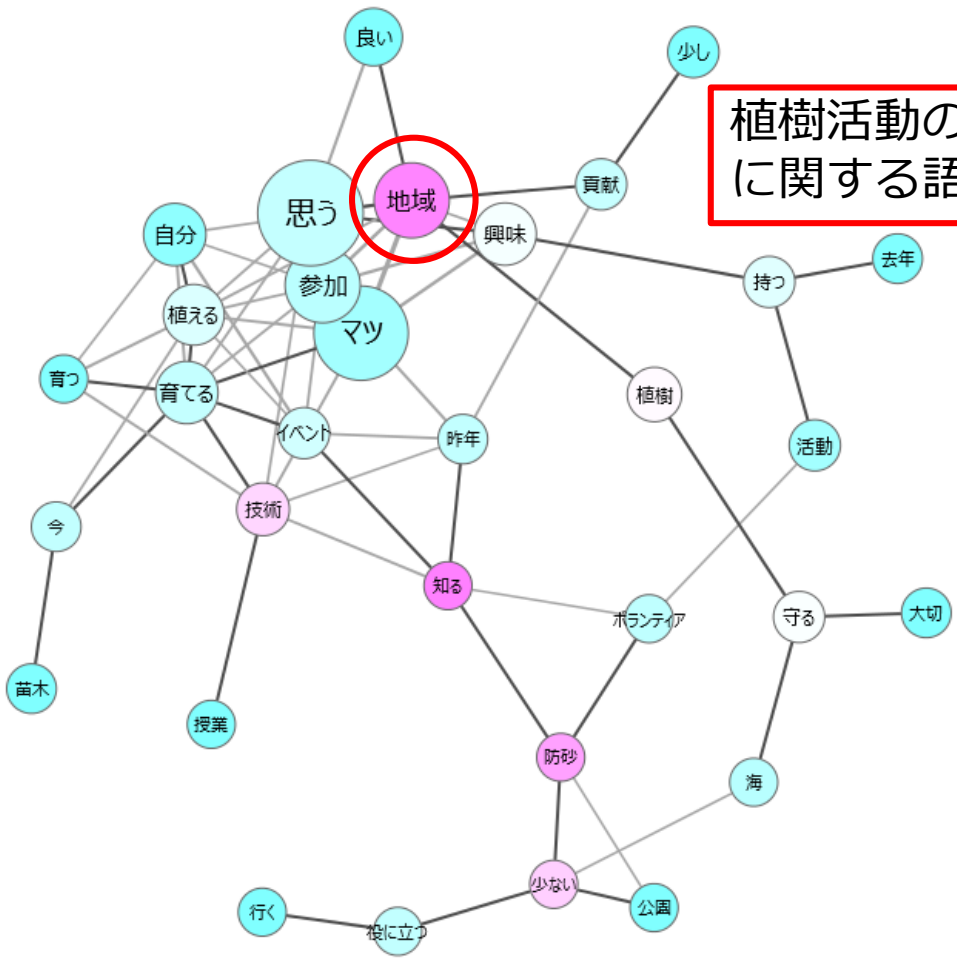 良い
少し
植樹活動の
に関する語
思う
地域
貢献
自分
興味
去年
参加
持つ
植える
マツ
育つ
育てる
植樹
イベント
昨年
活動
技術
今
知る
ボランティア
守る
大切
苗木
授業
防砂
海
少ない
行く
公園
役に立つ